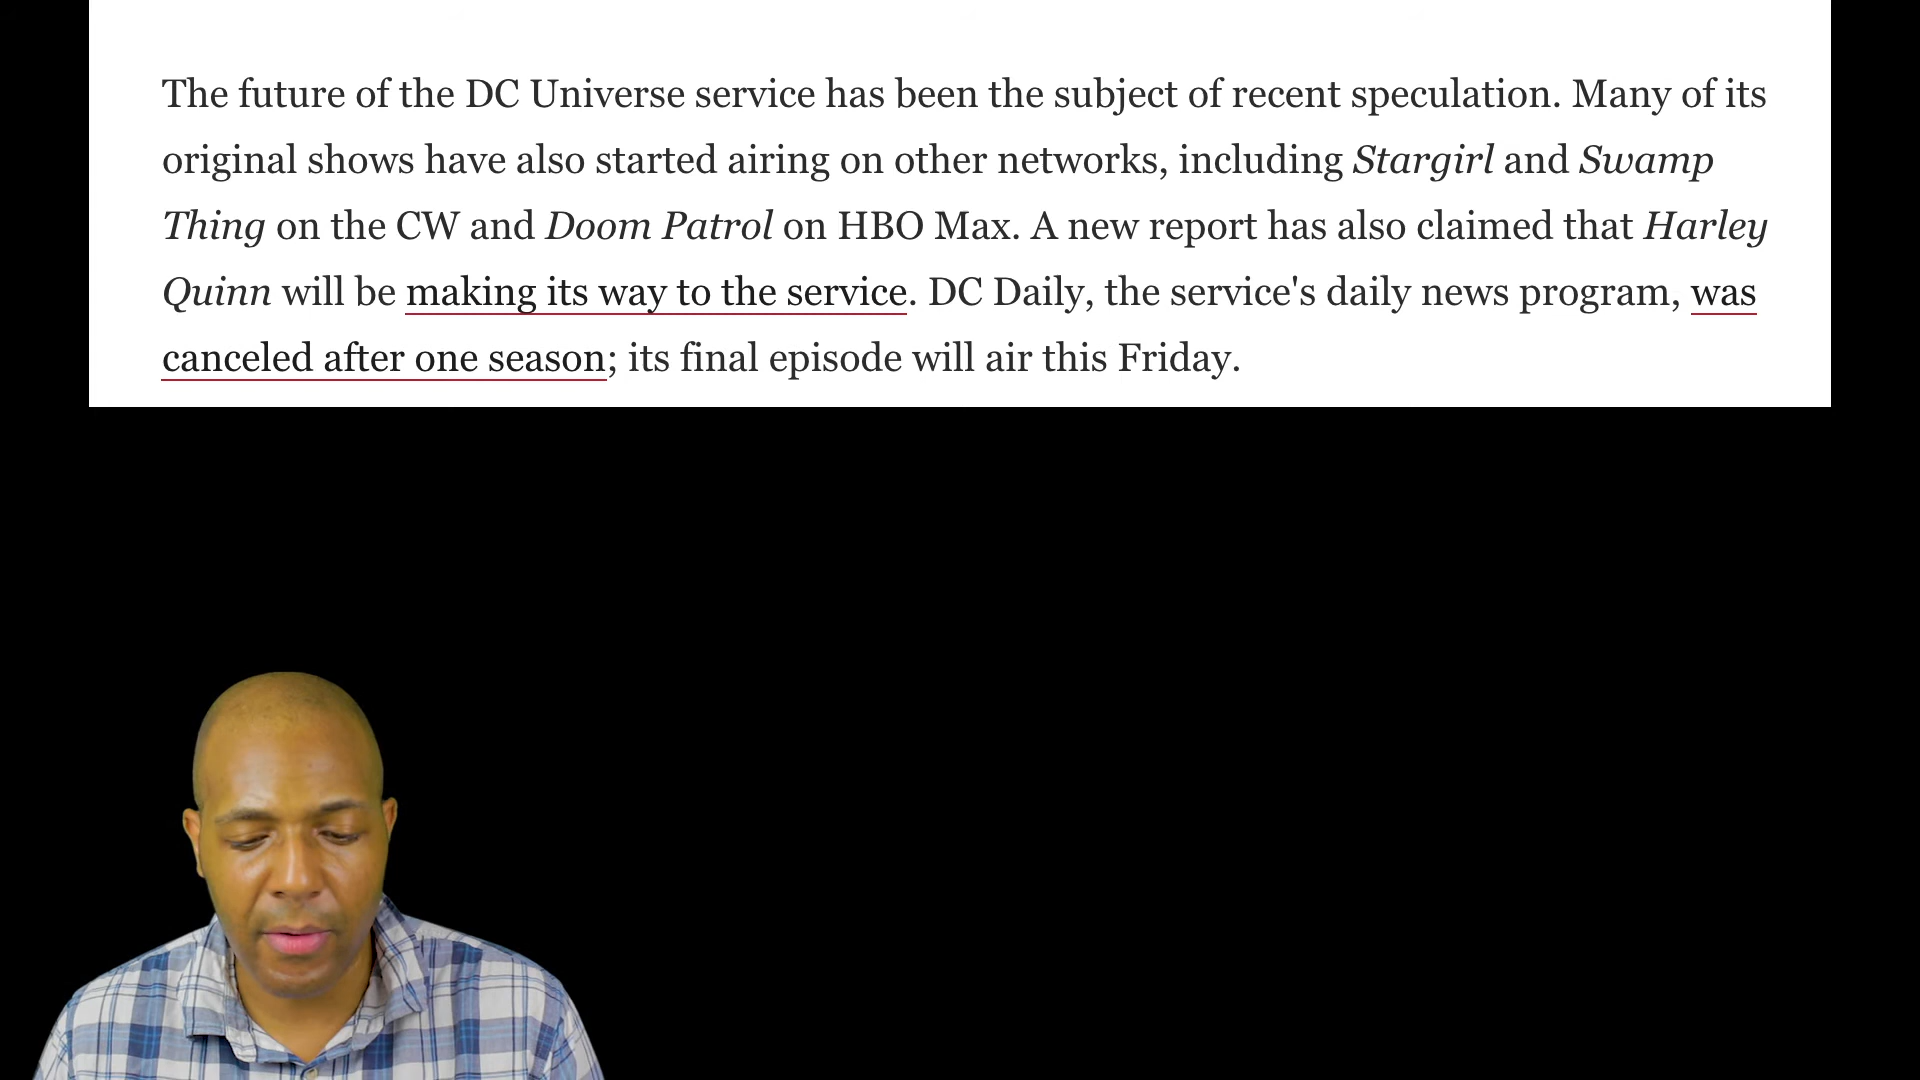 The future of the DC Universe service has been the subject of recent speculation. Many of its
original shows have also started airing on other networks, including Stargirl and Swamp
Thing on the CW and Doom Patrol on HBO Max. A new report has also claimed that Harley
Quinn will be making its way to the service. DC Daily, the service's daily news program, was
canceled after one season; its final episode will air this Friday.